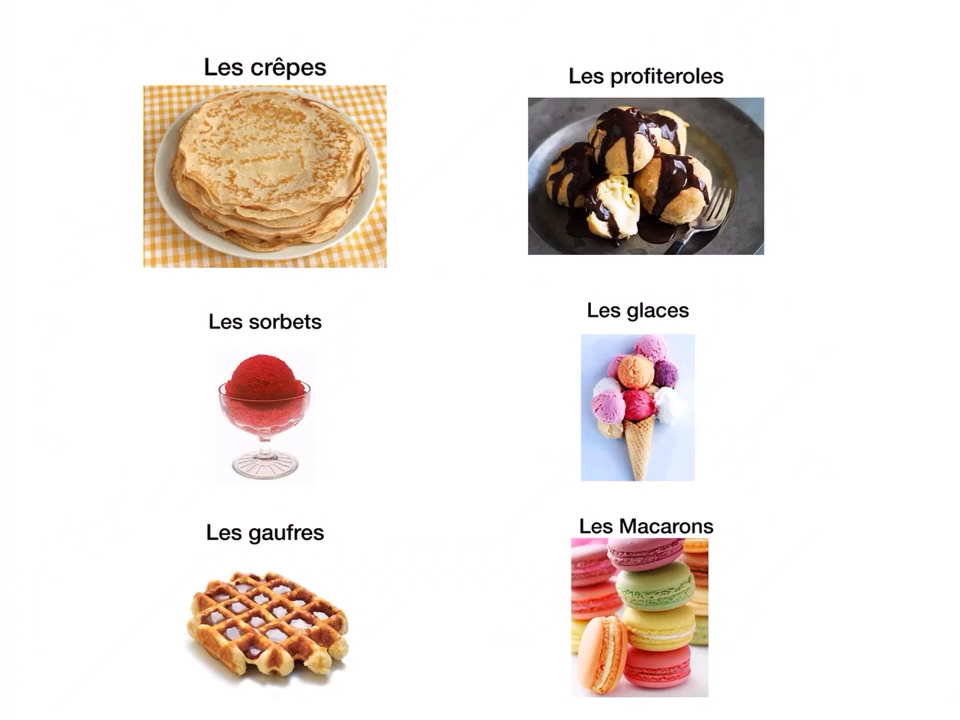 Les crêpes
Les profiteroles
Les sorbets
Les glaces
Les gaufres
Les Macarons